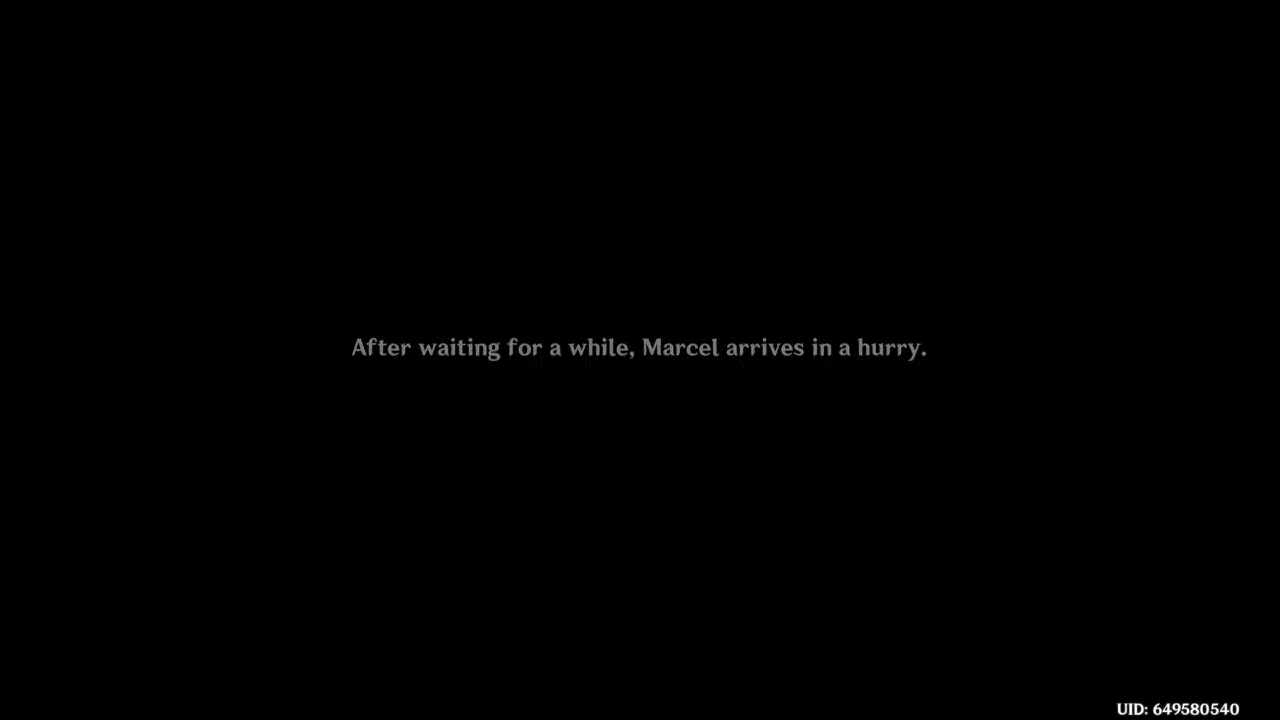 After waiting for a while, Marcel arrives in a hurry.
UID: 649580540